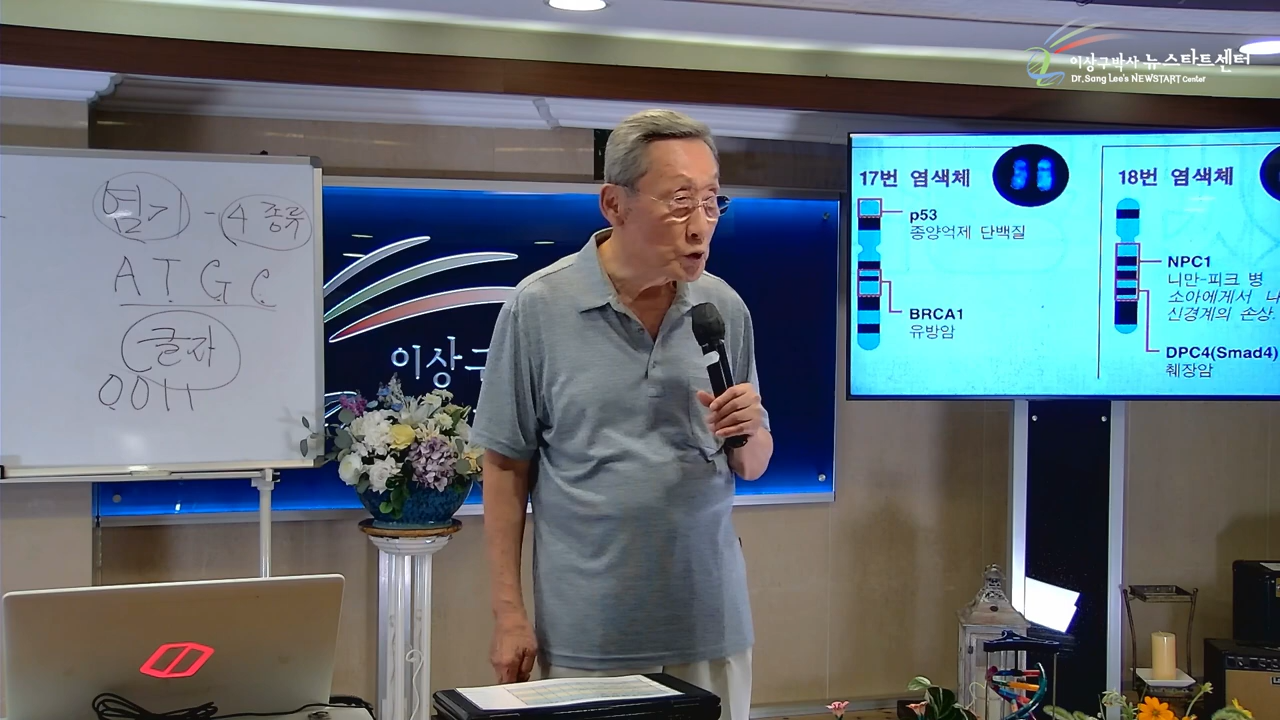 이상구박사 뉴스타트센터
Dr.Sang Lee's NEWSTART Center
염기 - 4 종류
A T G C
글자
0011
이상구
17번 염색체
p53
종양억제 단백질
BRCA1
유방암
18번 염색체
NPC1
니만-피크 병
소아에게서 나
신경계의 손상.
DPC4(Smad4)
췌장암